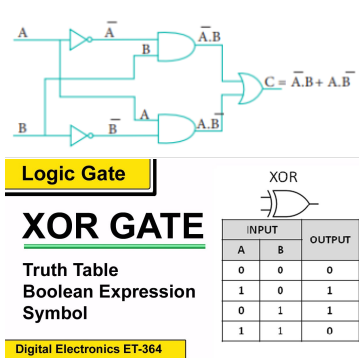 A
A̅
A̅.B
B
C = A̅.B + A.B̅
A
B
B̅
A.B̅
Logic Gate
XOR
XOR GATE
INPUT
OUTPUT
A B
0 0 0
1 0 1
0 1 1
1 1 0
Truth Table
Boolean Expression
Symbol
Digital Electronics ET-364